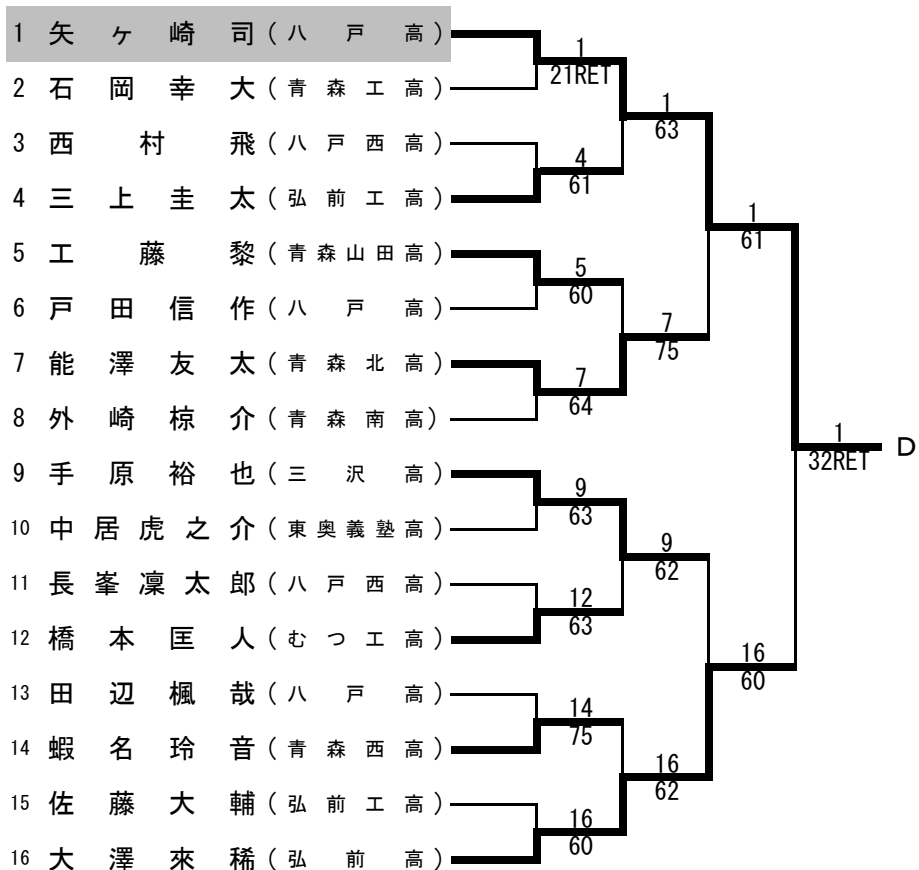 1 矢ヶ崎司(八戸高)
2 石岡幸大(青森工高)
3 西村飛(八戸西高)
4 三上圭太(弘前工高)
5 工藤黎(青森山田高)
6 戸田信作(八戸高)
7 能澤友太(青森北高)
8 外崎椋介(青森南高)
9 手原裕也(三沢高)
10 中居虎之介(東奥義塾高)
11 長峯凜太郎(八戸西高)
12 橋本匡人(むつ工高)
13 田辺楓哉(八戸高)
14 蝦名玲音(青森西高)
15 佐藤大輔(弘前工高)
16 大澤來稀(弘前高)
1
21RET
4
61
5
60
7
64
9
63
12
63
14
75
16
60
1
63
7
75
9
62
16
62
1
61
16
60
1
32RET
D